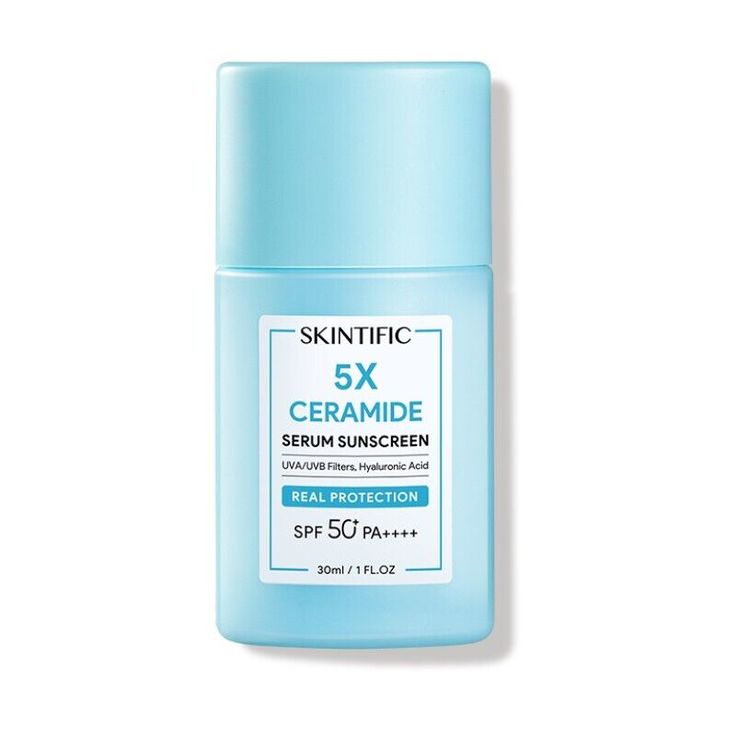 SKINTIFIC
5X
CERAMIDE
SERUM SUNSCREEN
UVA/UVB Filters, Hyaluronic Acid
REAL PROTECTION
SPF 50+ PA++++
30ml / 1 FL.OZ